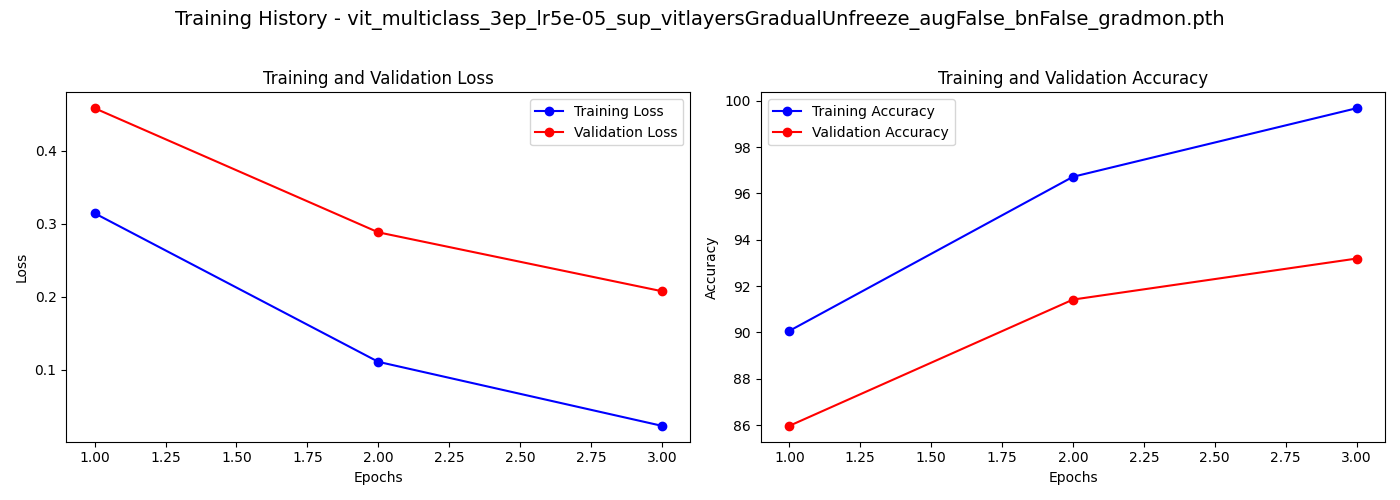 Training History - vit_multiclass_3ep_lr5e-05_sup_vitlayersGradualUnfreeze_augFalse_bnFalse_gradmon.pth
Training and Validation Loss
Training Loss
Validation Loss
0.4
0.3
0.2
0.1
Loss
1.00 1.25 1.50 1.75 2.00 2.25 2.50 2.75 3.00
Epochs
Training and Validation Accuracy
Training Accuracy
Validation Accuracy
100
98
96
94
92
90
88
86
Accuracy
1.00 1.25 1.50 1.75 2.00 2.25 2.50 2.75 3.00
Epochs